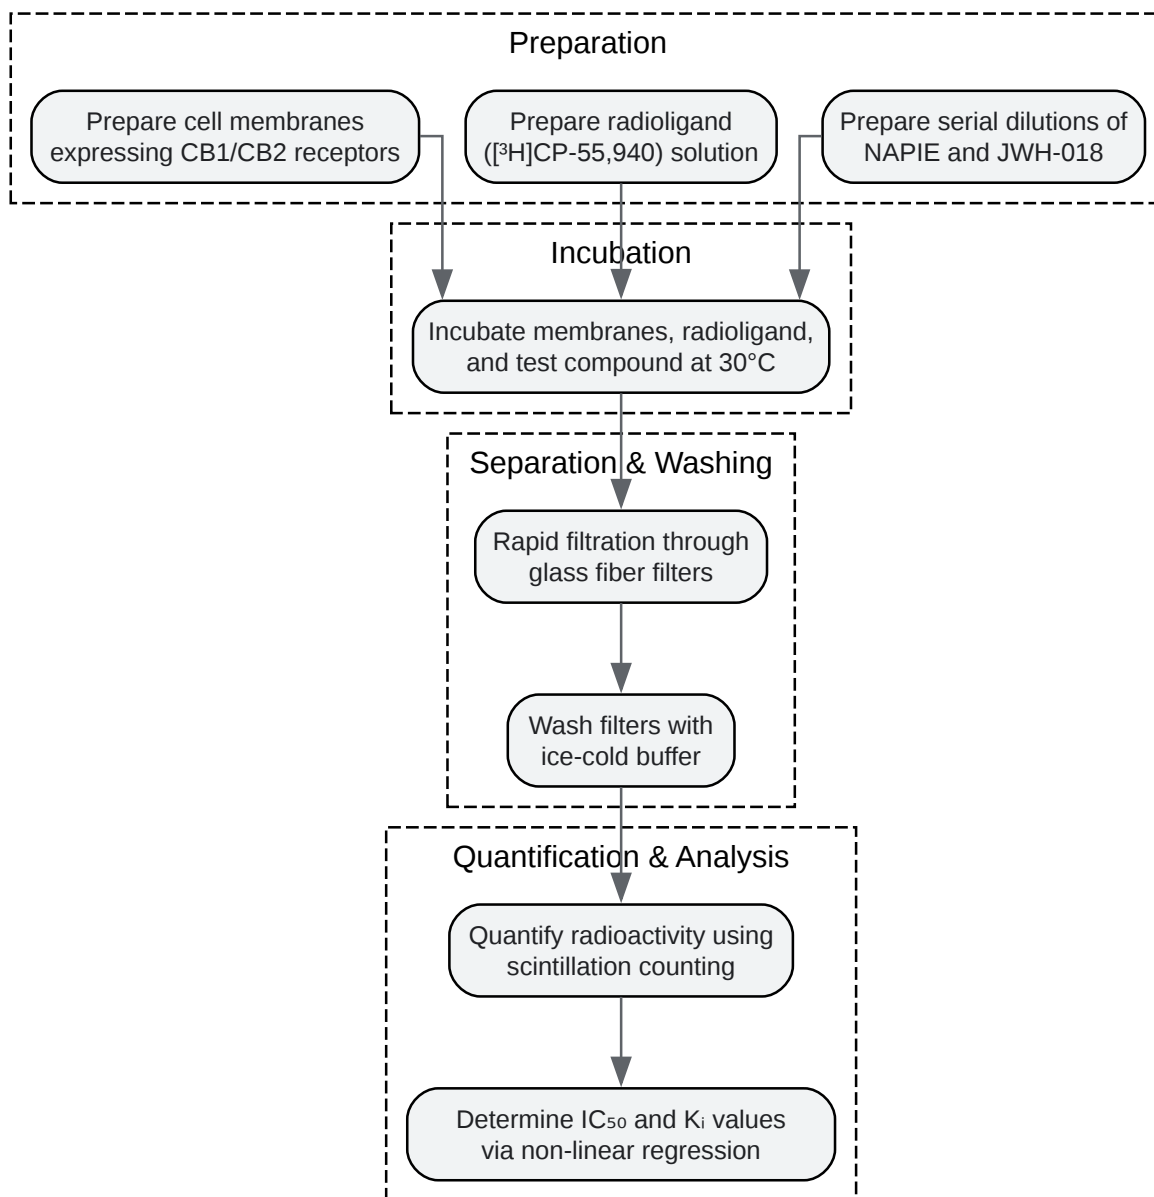 Preparation
Prepare cell membranes
expressing CB1/CB2 receptors
Prepare radioligand
([³H]CP-55,940) solution
Prepare serial dilutions of
NAPIE and JWH-018
Incubation
Incubate membranes, radioligand,
and test compound at 30°C
Separation & Washing
Rapid filtration through
glass fiber filters
Wash filters with
ice-cold buffer
Quantification & Analysis
Quantify radioactivity using
scintillation counting
Determine IC₅₀ and Kᵢ values
via non-linear regression